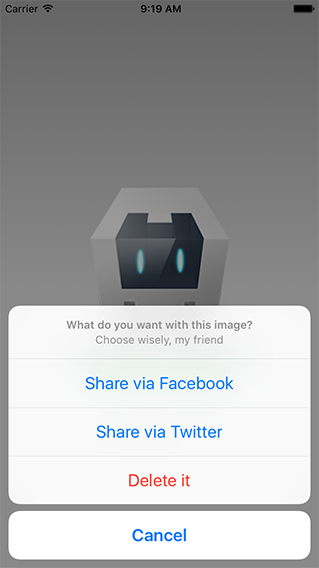 Carrier 9:19 AM
What do you want with this image?
Choose wisely, my friend
Share via Facebook
Share via Twitter
Delete it
Cancel